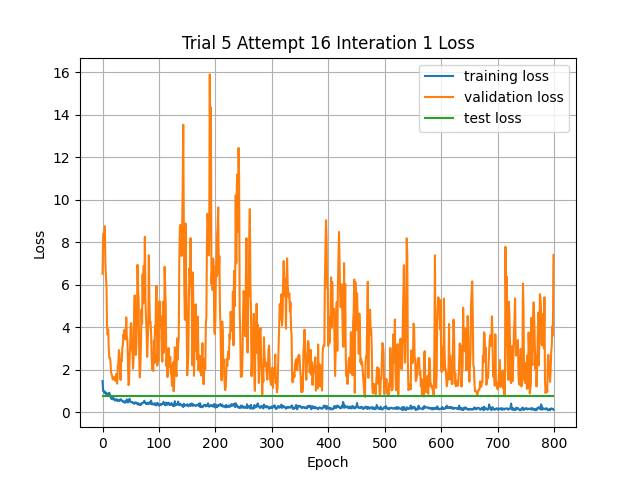 Trial 5 Attempt 16 Interation 1 Loss
training loss
validation loss
test loss
16
14
12
10
8
6
4
2
0
Loss
0 100 200 300 400 500 600 700 800
Epoch